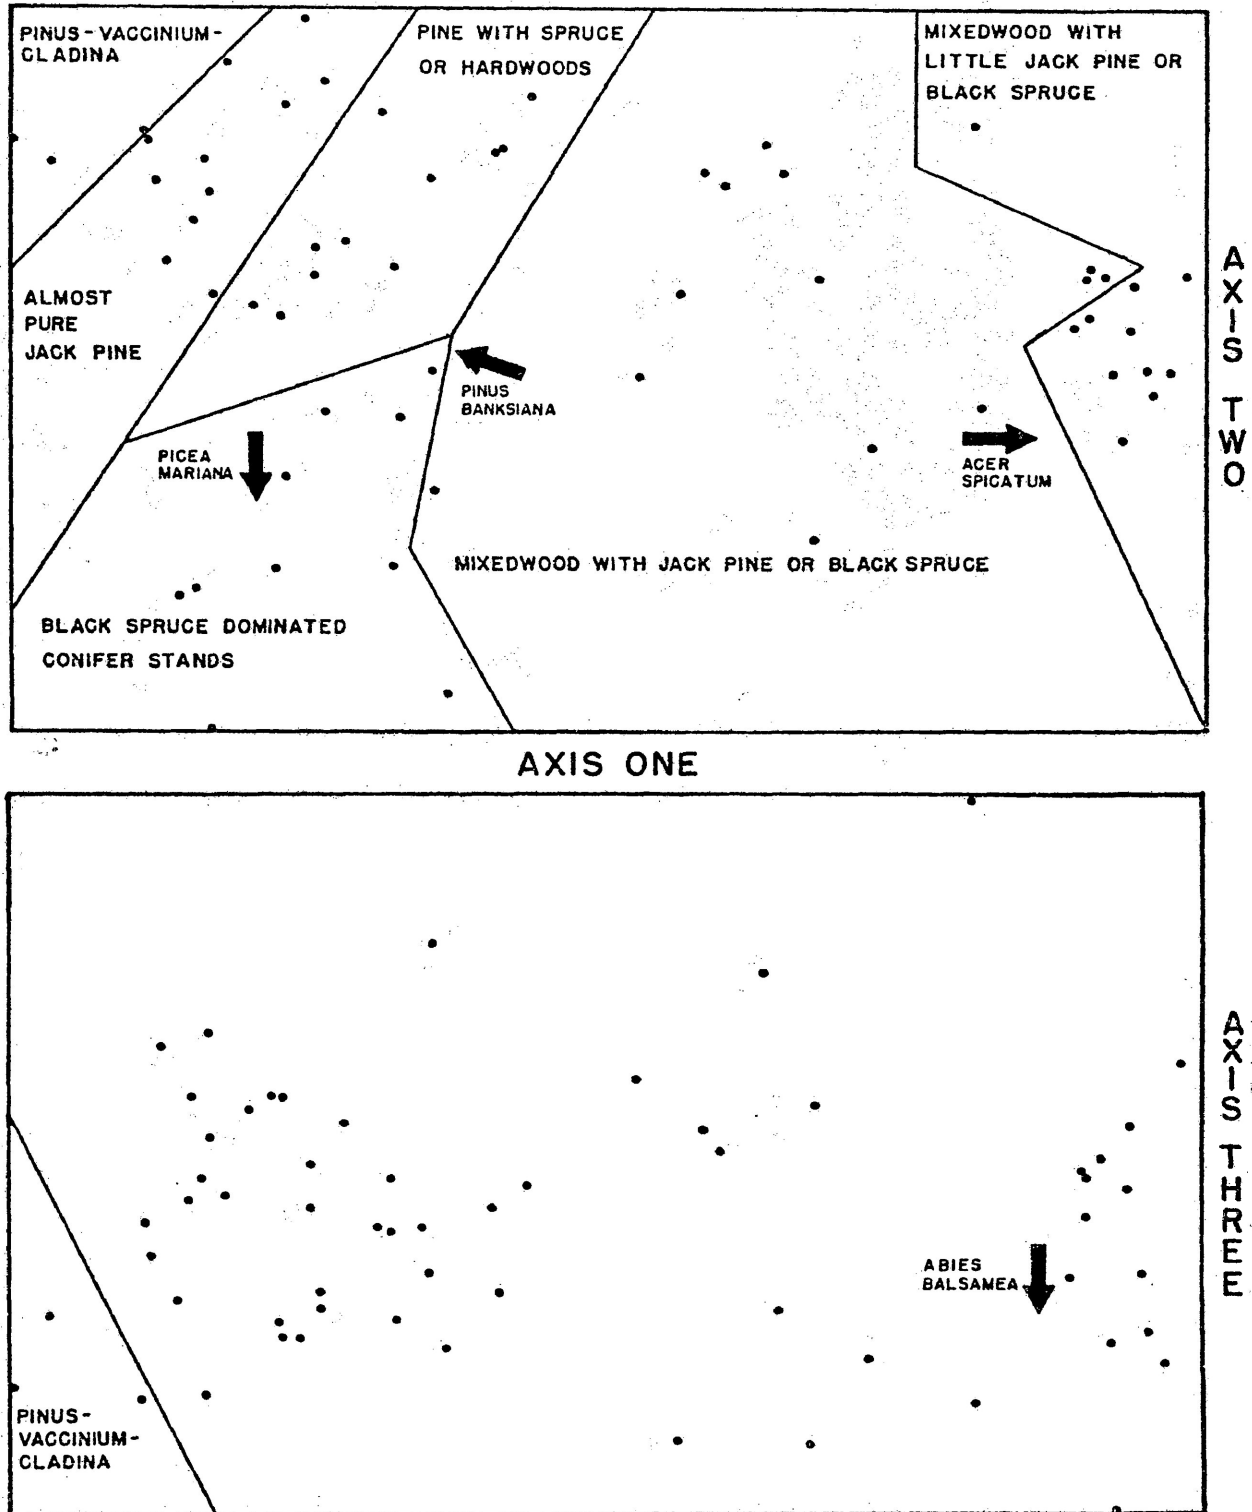 PINUS-VACCINIUM-
CLADINA
PINE WITH SPRUCE
OR HARDWOODS
MIXEDWOOD WITH
LITTLE JACK PINE OR
BLACK SPRUCE
ALMOST
PURE
JACK PINE
PINUS
BANKSIANA
PICEA
MARIANA
ACER
SPICATUM
MIXEDWOOD WITH JACK PINE OR BLACK SPRUCE
BLACK SPRUCE DOMINATED
CONIFER STANDS
AXIS TWO
AXIS ONE
ABIES
BALSAMEA
PINUS-
VACCINIUM-
CLADINA
AXIS THREE